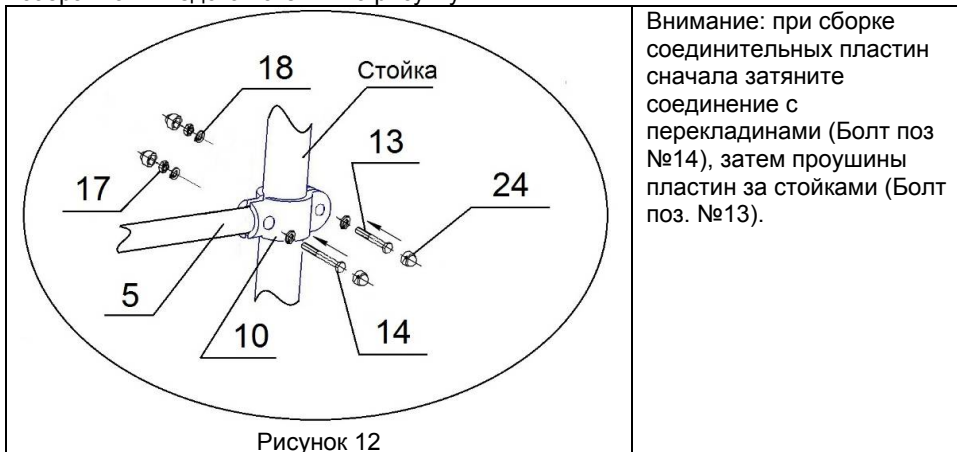 18
Стойка
13
17
24
5
10
14
Рисунок 12
Внимание: при сборке
соединительных пластин
сначала затяните
соединение с
перекладинами (Болт поз
№14), затем проушины
пластин за стойками (Болт
поз. №13).